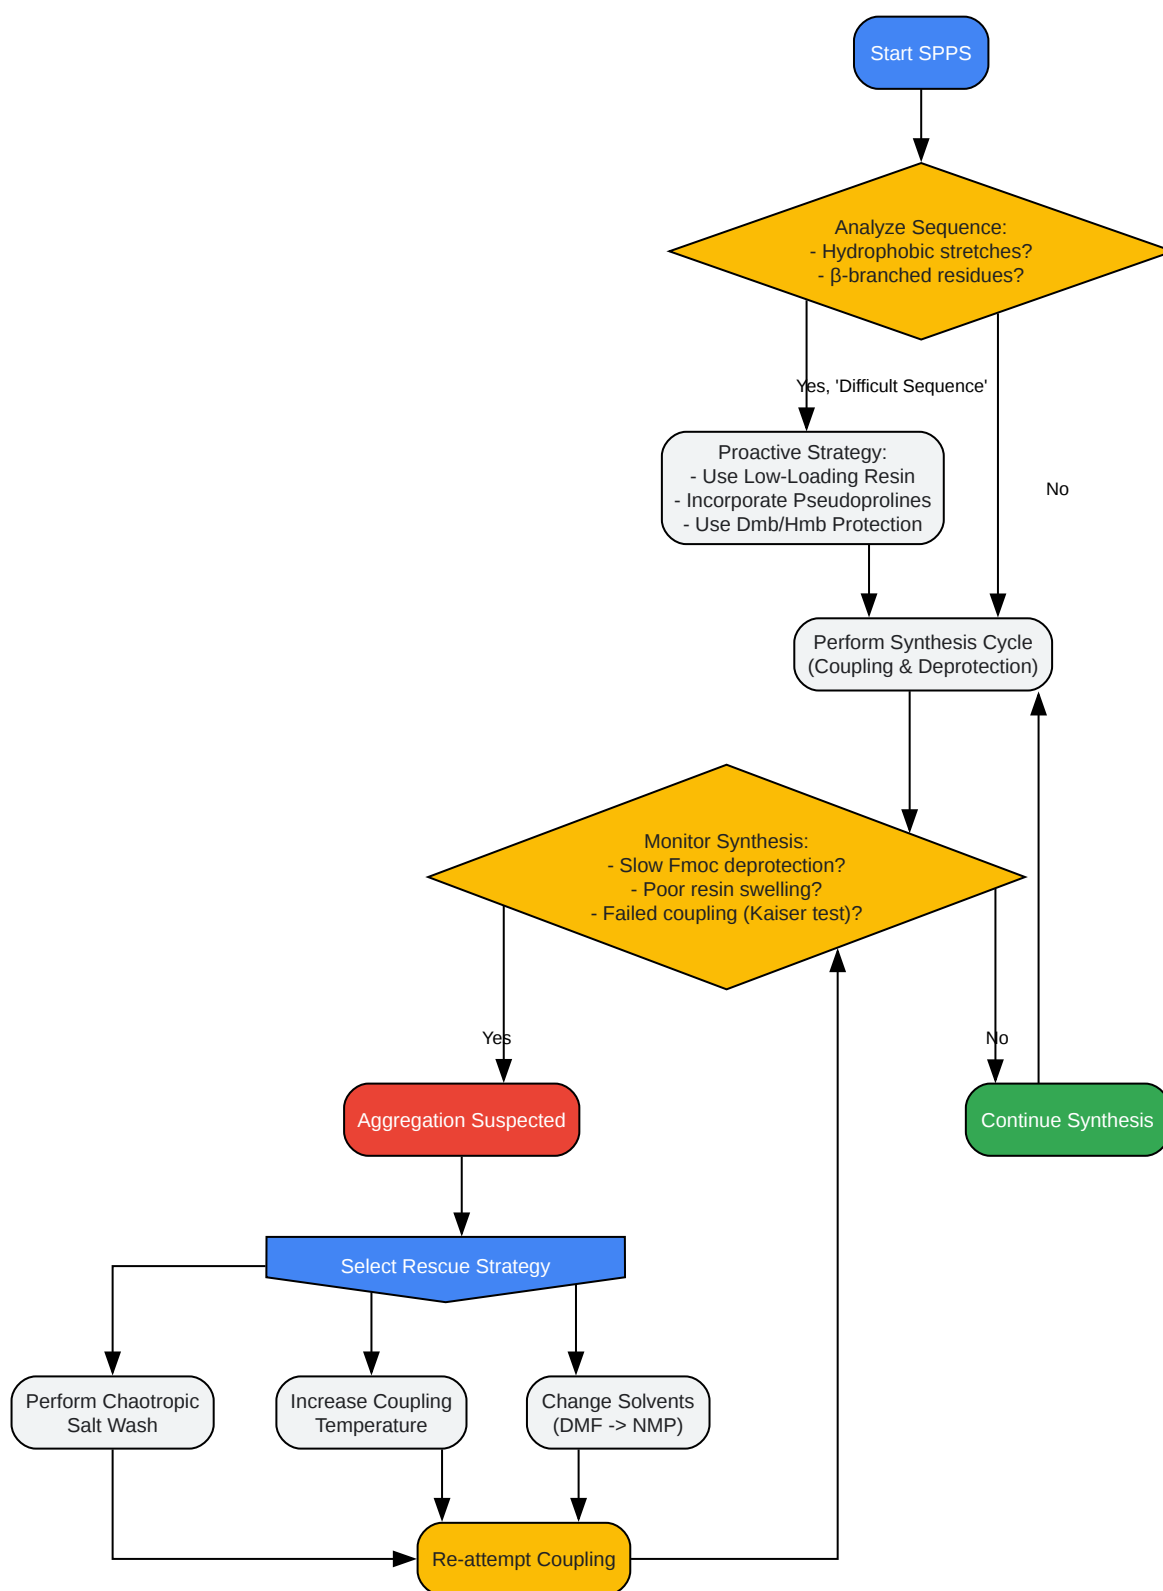 Start SPPS
Analyze Sequence:
- Hydrophobic stretches?
- β-branched residues?
Yes, 'Difficult Sequence'
No
Proactive Strategy:
- Use Low-Loading Resin
- Incorporate Pseudoprolines
- Use Dmb/Hmb Protection
Perform Synthesis Cycle
(Coupling & Deprotection)
Monitor Synthesis:
- Slow Fmoc deprotection?
- Poor resin swelling?
- Failed coupling (Kaiser test)?
Yes
No
Aggregation Suspected
Continue Synthesis
Select Rescue Strategy
Perform Chaotropic
Salt Wash
Increase Coupling
Temperature
Change Solvents
(DMF -> NMP)
Re-attempt Coupling